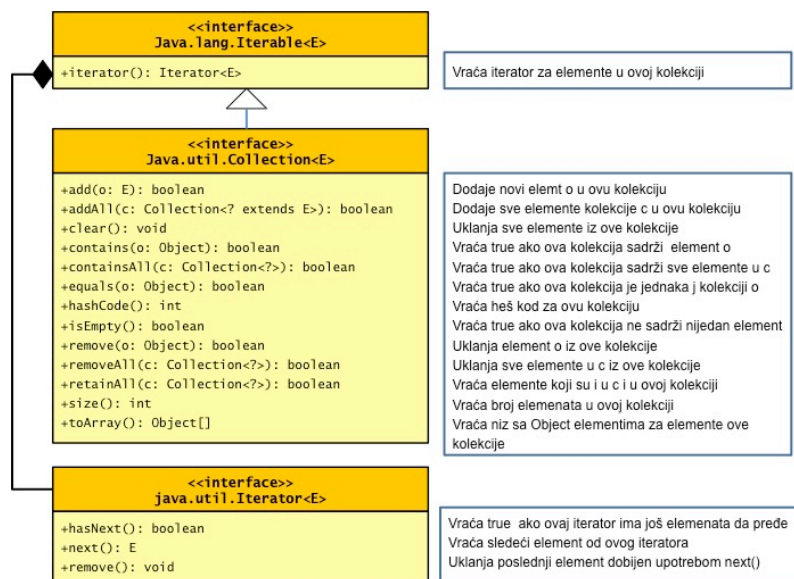 <<interface>>
Java.lang.Iterable<E>
+iterator(): Iterator<E>
Vraća iterator za elemente u ovoj kolekciji
<<interface>>
Java.util.Collection<E>
+add(o: E): boolean
+addAll(c: Collection<? extends E>): boolean
+clear(): void
+contains(o: Object): boolean
+containsAll(c: Collection<?>): boolean
+equals(o: Object): boolean
+hashCode(): int
+isEmpty(): boolean
+remove(o: Object): boolean
+removeAll(c: Collection<?>): boolean
+retainAll(c: Collection<?>): boolean
+size(): int
+toArray(): Object[]
Dodaje novi elemt o u ovu kolekciju
Dodaje sve elemente kolekcije c u ovu kolekciju
Uklanja sve elemente iz ove kolekcije
Vraća true ako ova kolekcija sadrži element o
Vraća true ako ova kolekcija sadrži sve elemente u c
Vraća true ako ova kolekcija je jednaka j kolekciji o
Vraća heš kod za ovu kolekciju
Vraća true ako ova kolekcija ne sadrži nijedan element
Uklanja element o iz ove kolekcije
Uklanja sve elemente u c iz ove kolekcije
Vraća elemente koji su i u c i u ovoj kolekciji
Vraća broj elemenata u ovoj kolekciji
Vraća niz sa Object elementima za elemente ove
kolekcije
<<interface>>
java.util.Iterator<E>
+hasNext(): boolean
+next(): E
+remove(): void
Vraća true ako ovaj iterator ima još elemenata da pređe
Vraća sledeći element od ovog iteratora
Uklanja poslednji element dobijen upotrebom next()